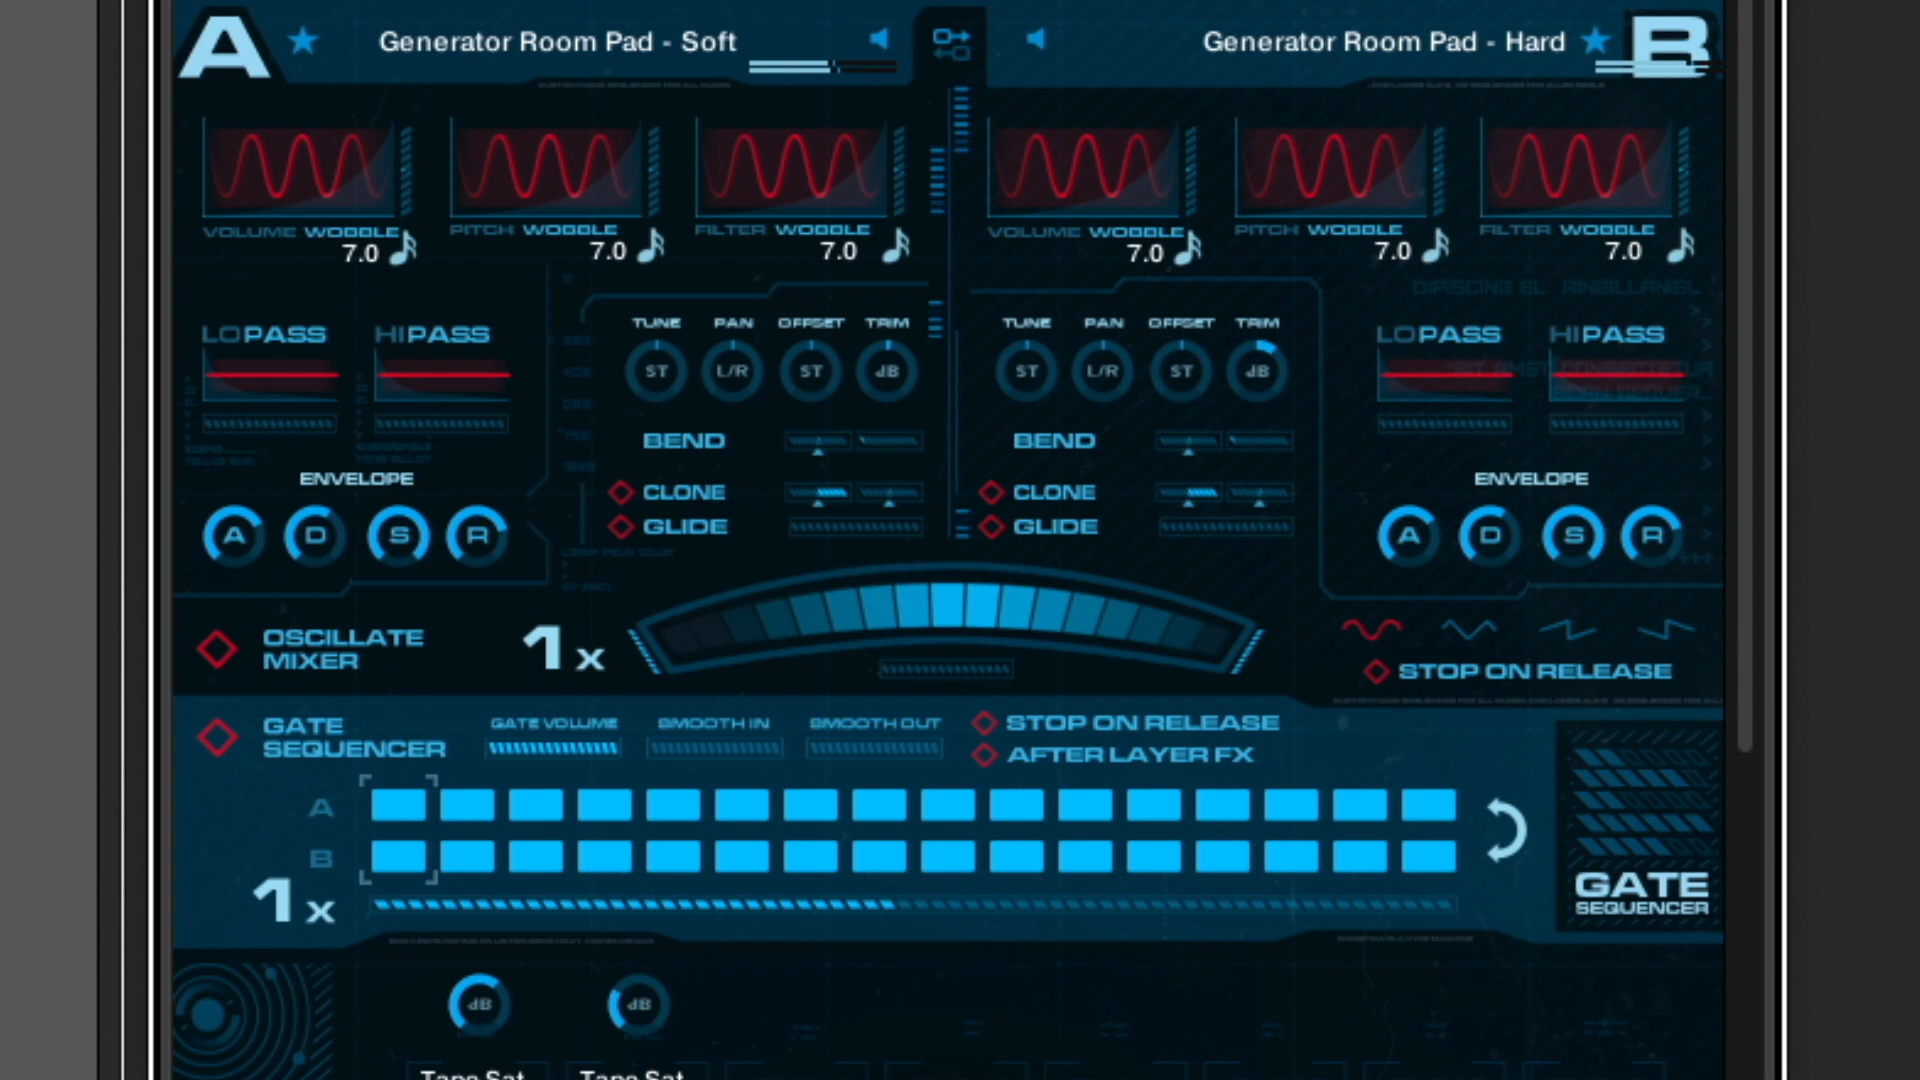 A Generator Room Pad - Soft
Generator Room Pad - Hard B
VOLUME WOBBLE PITCH WOBBLE FILTER WOBBLE VOLUME WOBBLE PITCH WOBBLE FILTER WOBBLE
7.0 7.0 7.0 7.0 7.0 7.0
LOPASS HIPASS
TUNE PAN OFFSET TRIM
ST L/R ST dB
BEND
CLONE
GLIDE
TUNE PAN OFFSET TRIM
ST L/R ST dB
BEND
CLONE
GLIDE
LOPASS HIPASS
ENVELOPE
A D S R
ENVELOPE
A D S R
OSCILLATE
MIXER
1x
STOP ON RELEASE
GATE
SEQUENCER
GATE VOLUME SMOOTH IN SMOOTH OUT
STOP ON RELEASE
AFTER LAYER FX
A
B
1x
GATE
SEQUENCER
dB dB
Tape Sat Tape Sat